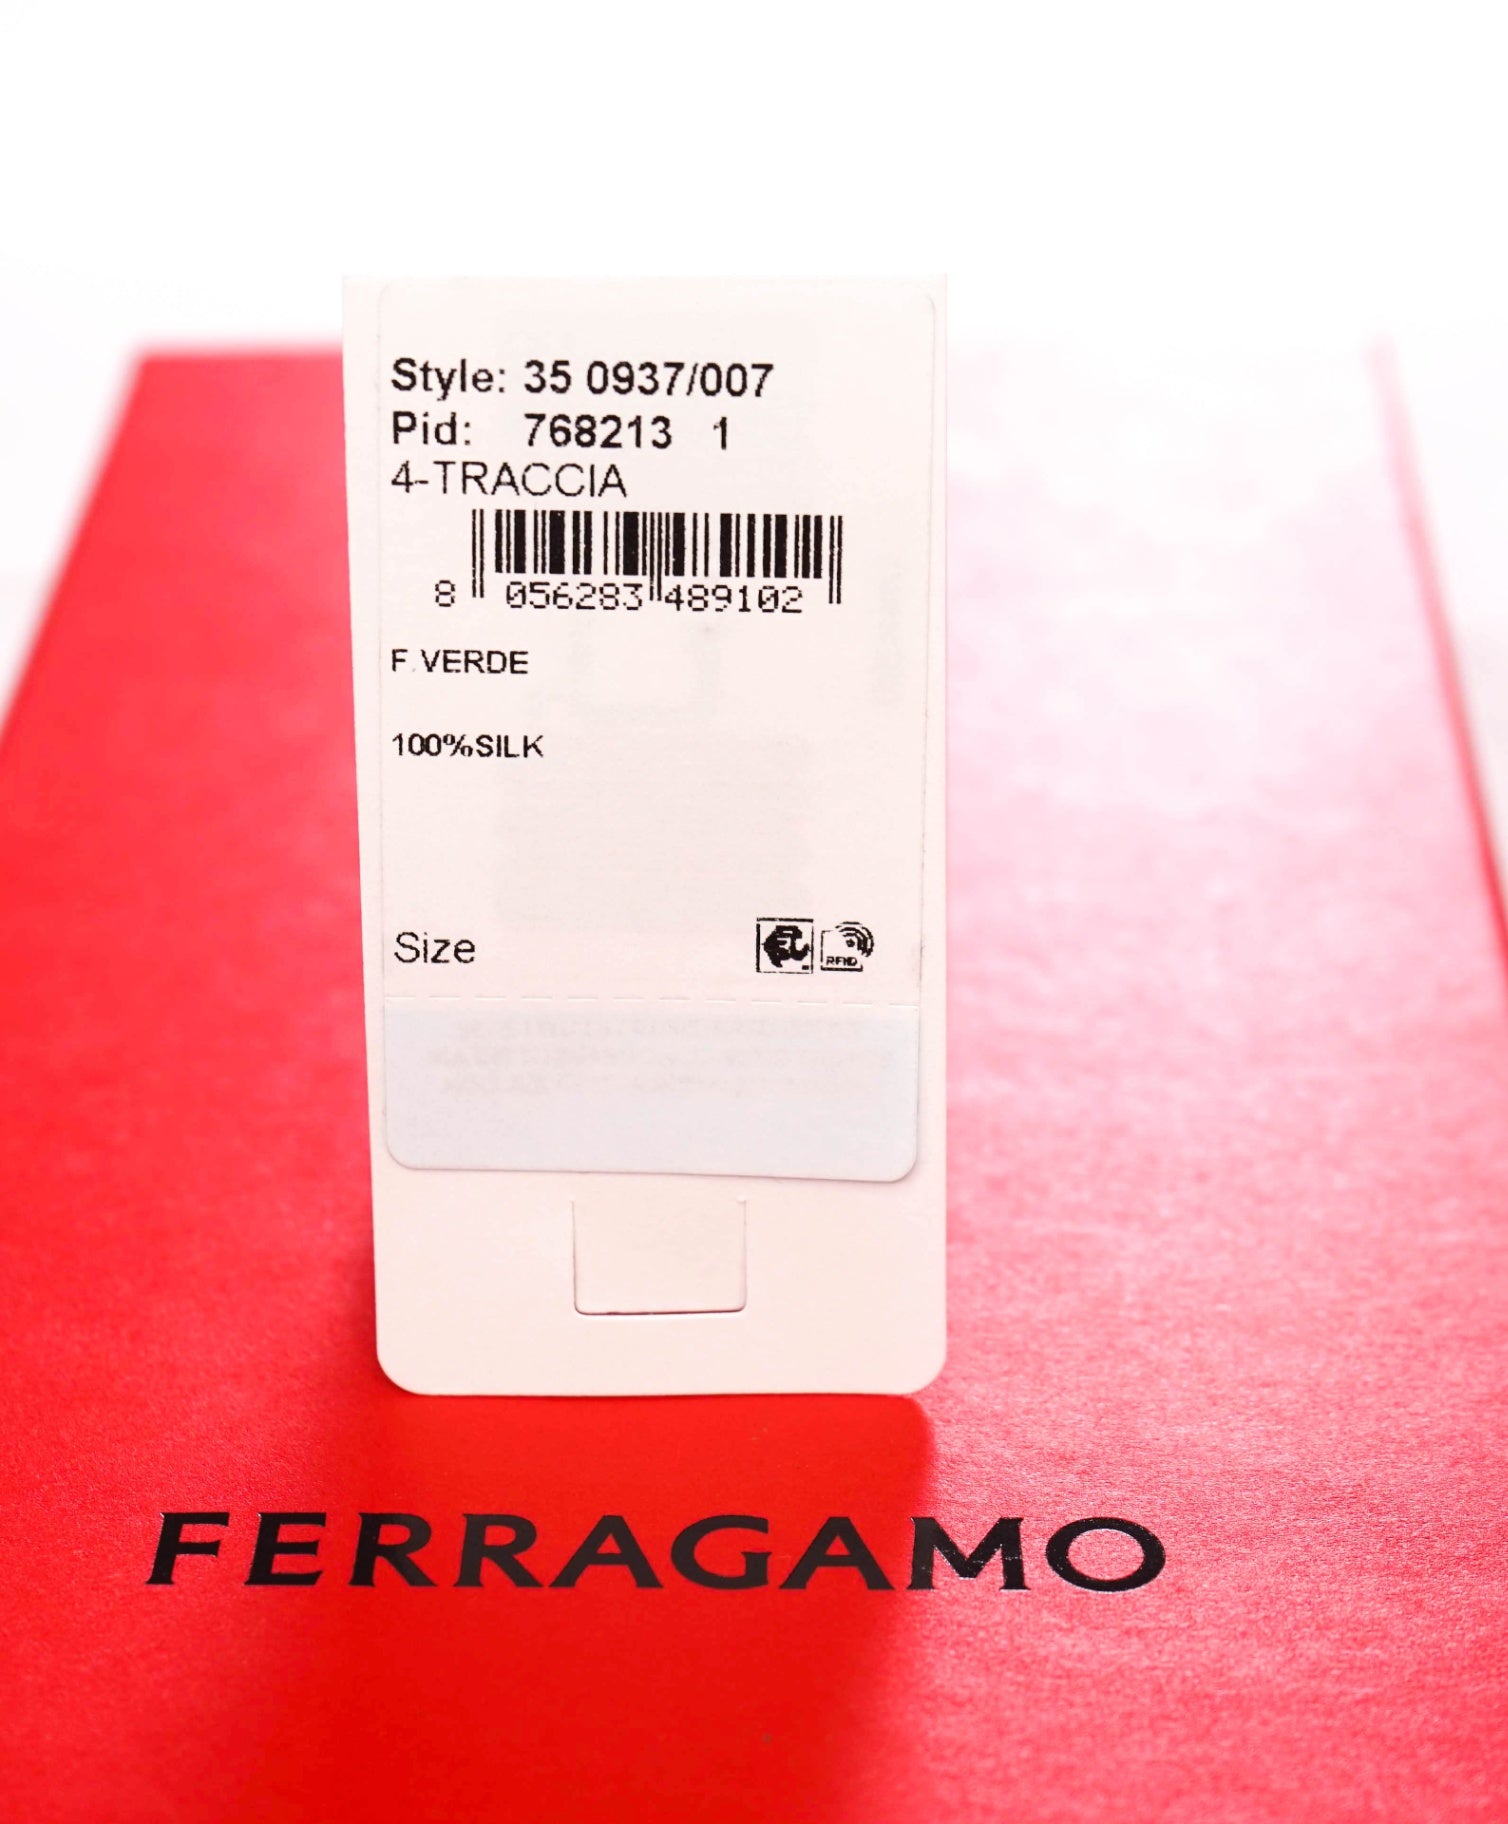 Style: 35 0937/007
Pid: 768213 1
4-TRACCIA
8 056283 489102
F.VERDE
100%SILK
Size
RFID
FERRAGAMO